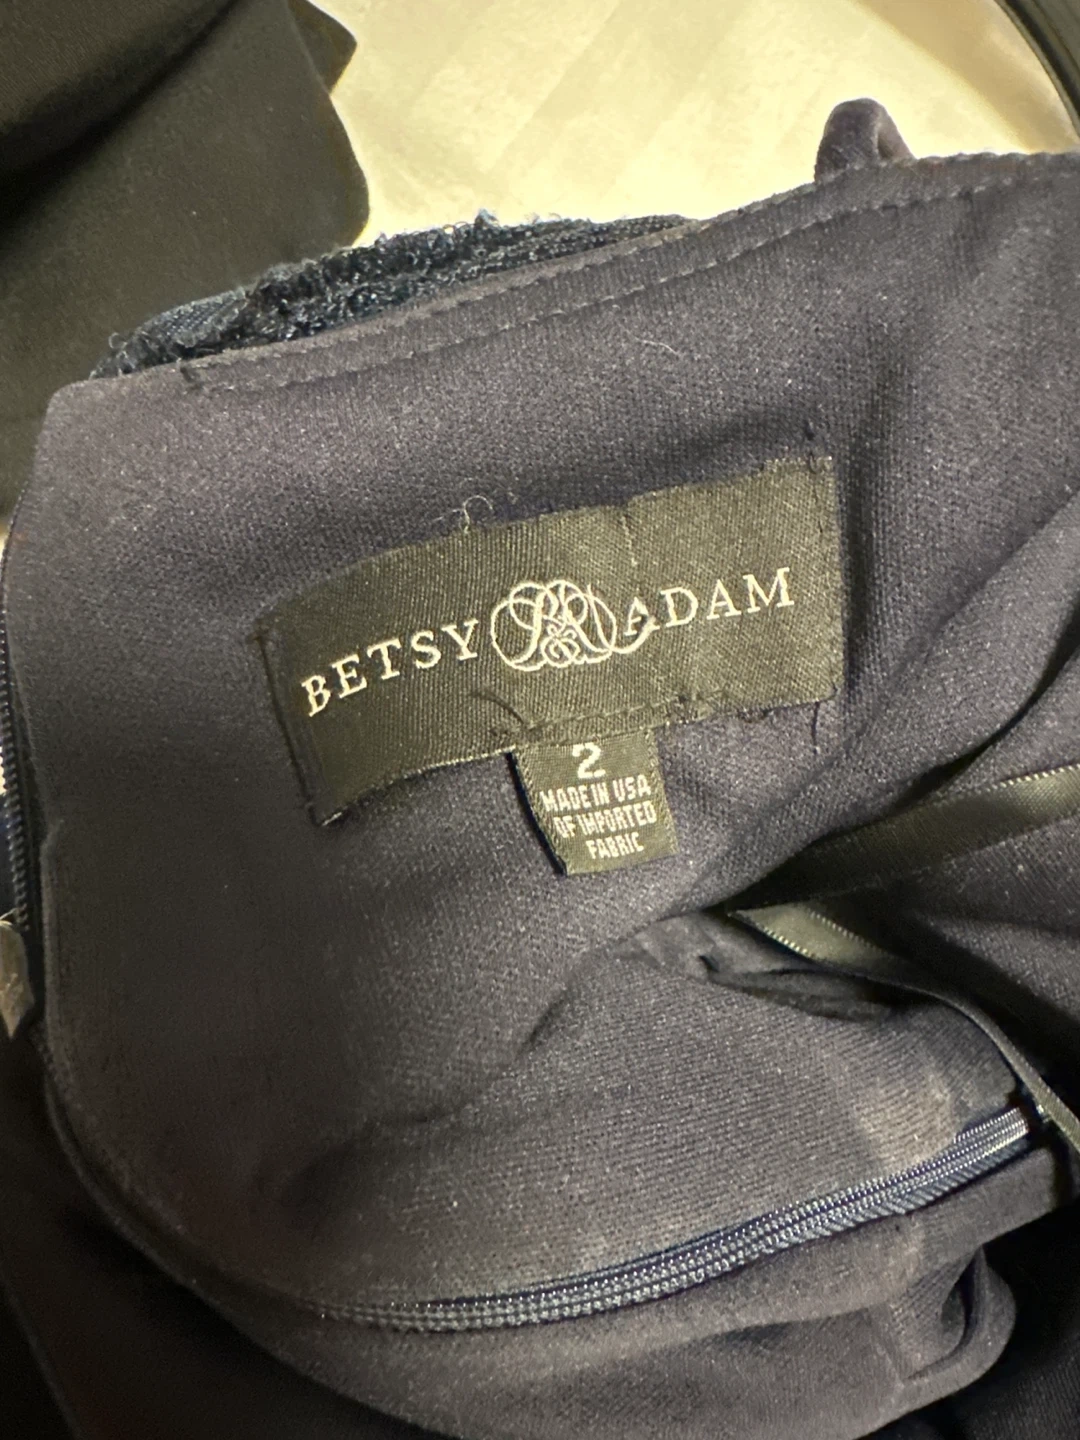 BETSY & ADAM
2
MADE IN USA
OF IMPORTED
FABRIC